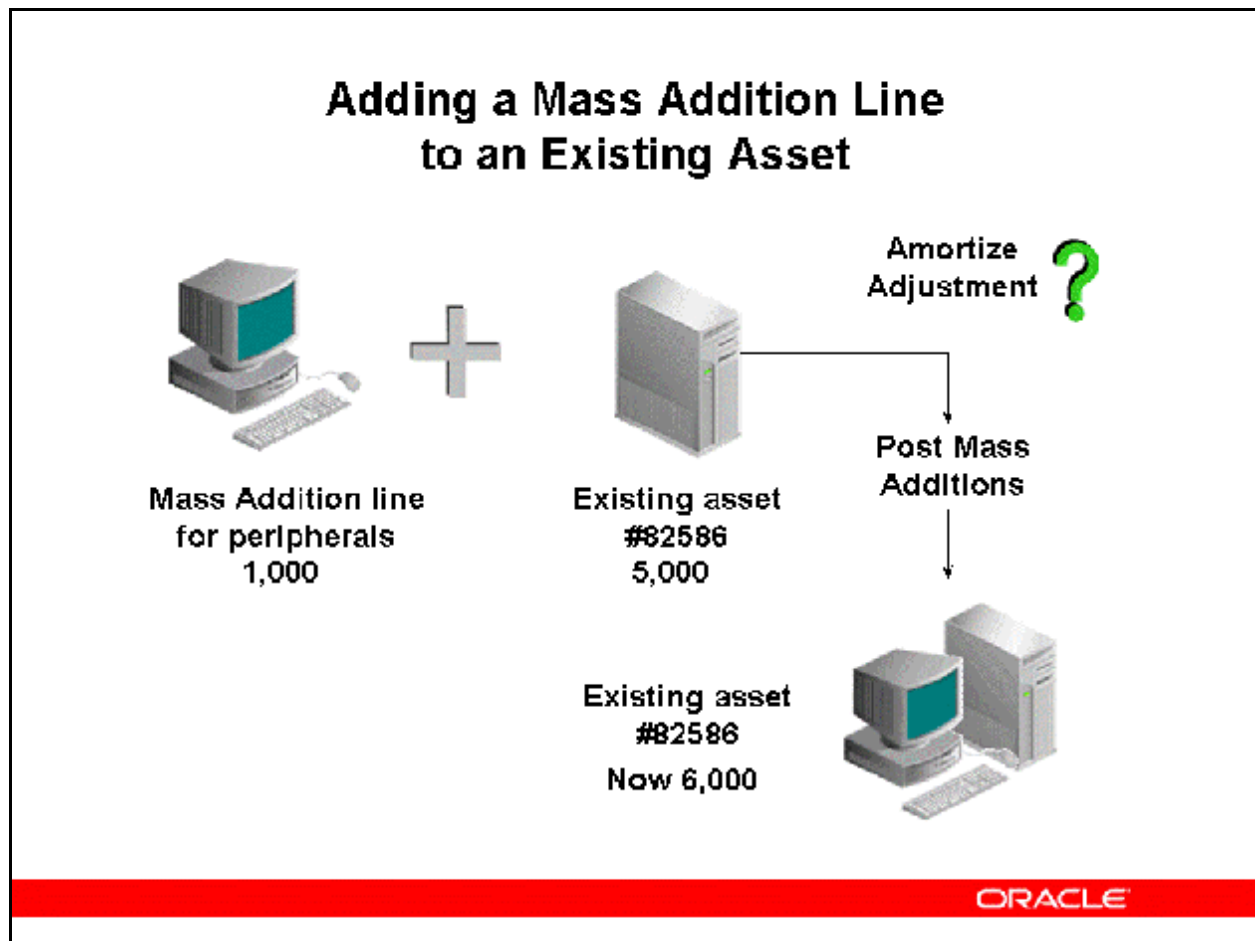 Adding a Mass Addition Line
to an Existing Asset
Amortize
Adjustment ?
Mass Addition line
for peripherals
1,000
Existing asset
#82586
5,000
Post Mass
Additions
Existing asset
#82586
Now 6,000
ORACLE